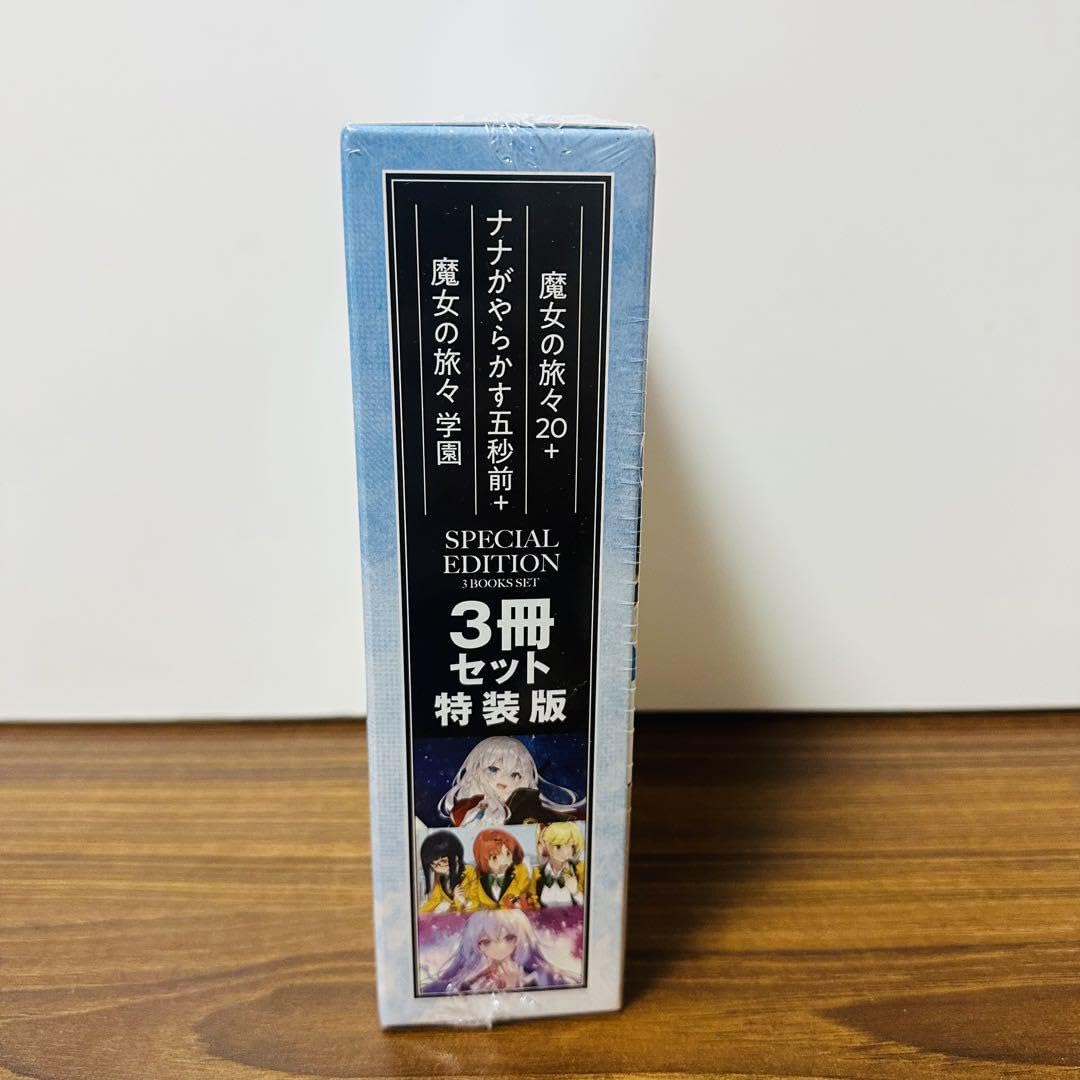 魔女の旅々20+
ナナがやらかす五秒前+
魔女の旅々 学園
SPECIAL
EDITION
3 BOOKS SET
3冊
セット
特装版